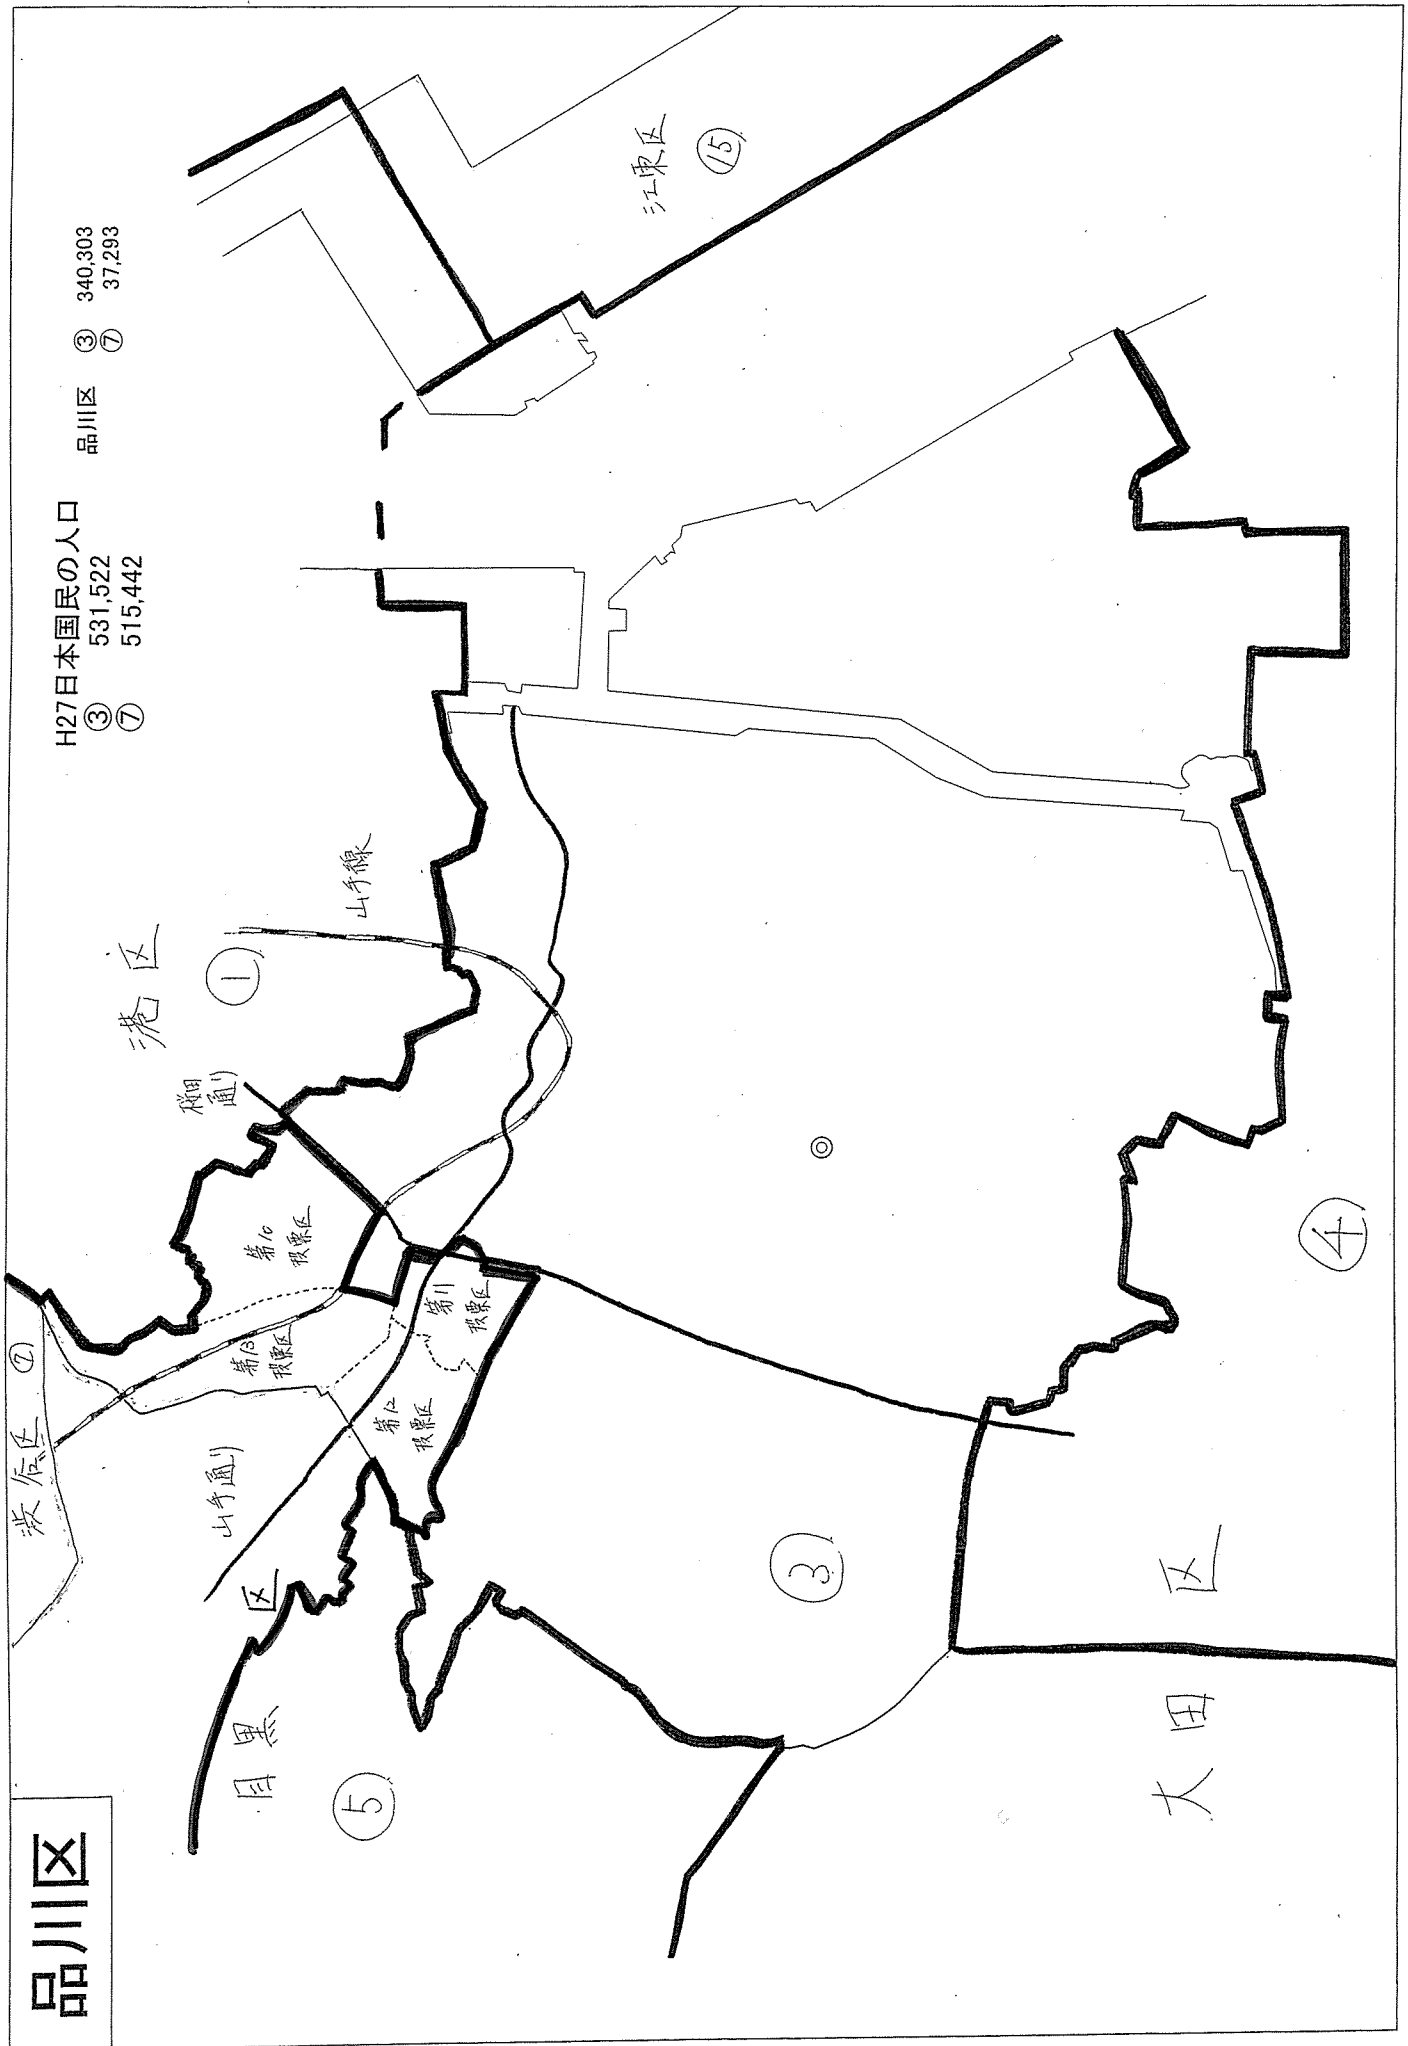 品川区
H27日本国民の人口
③ 531,522
⑦ 515,442
品川区 ③ 340,303
⑦ 37,293
渋谷区 ⑦
港区
①
江東区
⑮
山手線
桜田
通り
山手通り
第10
投票区
第13
投票区
第11
投票区
第12
投票区
目黒区
⑤
③
④
大田区
◎